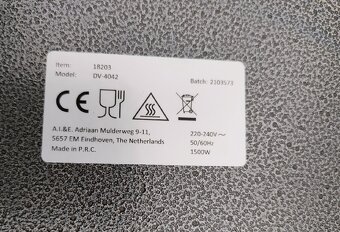 Item: 18203
Model: DV-4042
Batch: 2103573
CE
A.I.&E. Adriaan Mulderweg 9-11,
5657 EM Eindhoven, The Netherlands
Made in P.R.C.
220-240V~
50/60Hz
1500W